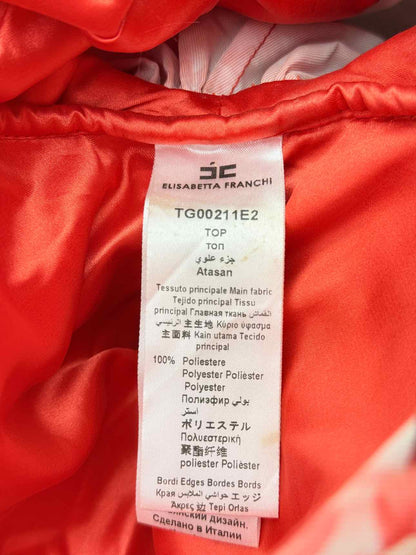 ELISABETTA FRANCHI
TG00211E2
TOP
ТОП
جزء علوي
Atasan
Tessuto principale Main fabric
Tejido principal Tissu
principal Главная ткань الرئيسي القماش
主生地 Κύριο ύφασμα
主面料 Kain utama Tecido
principal
100% Poliestere
Polyester Poliéster
Polyester
Полиэфир بولي
استر
ポリエステル
Πολυεστερική
聚酯纤维
poliester Poliéster
Bordi Edges Bordes Bords
Края حواشي الملابس エッジ
Άκρες 边 Tepi Orlas
дизайн.
Сделано в Италии